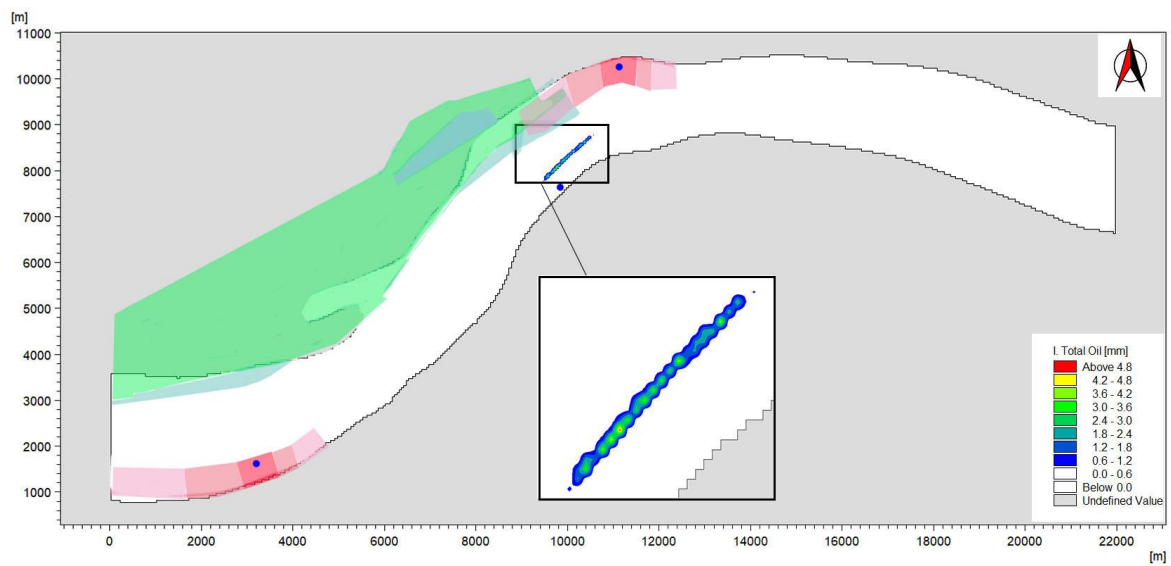 [m]
11000
10000
9000
8000
7000
6000
5000
4000
3000
2000
1000
0 2000 4000 6000 8000 10000 12000 14000 16000 18000 20000 22000
[m]
I. Total Oil [mm]
Above 4.8
4.2 - 4.8
3.6 - 4.2
3.0 - 3.6
2.4 - 3.0
1.8 - 2.4
1.2 - 1.8
0.6 - 1.2
0.0 - 0.6
Below 0.0
Undefined Value